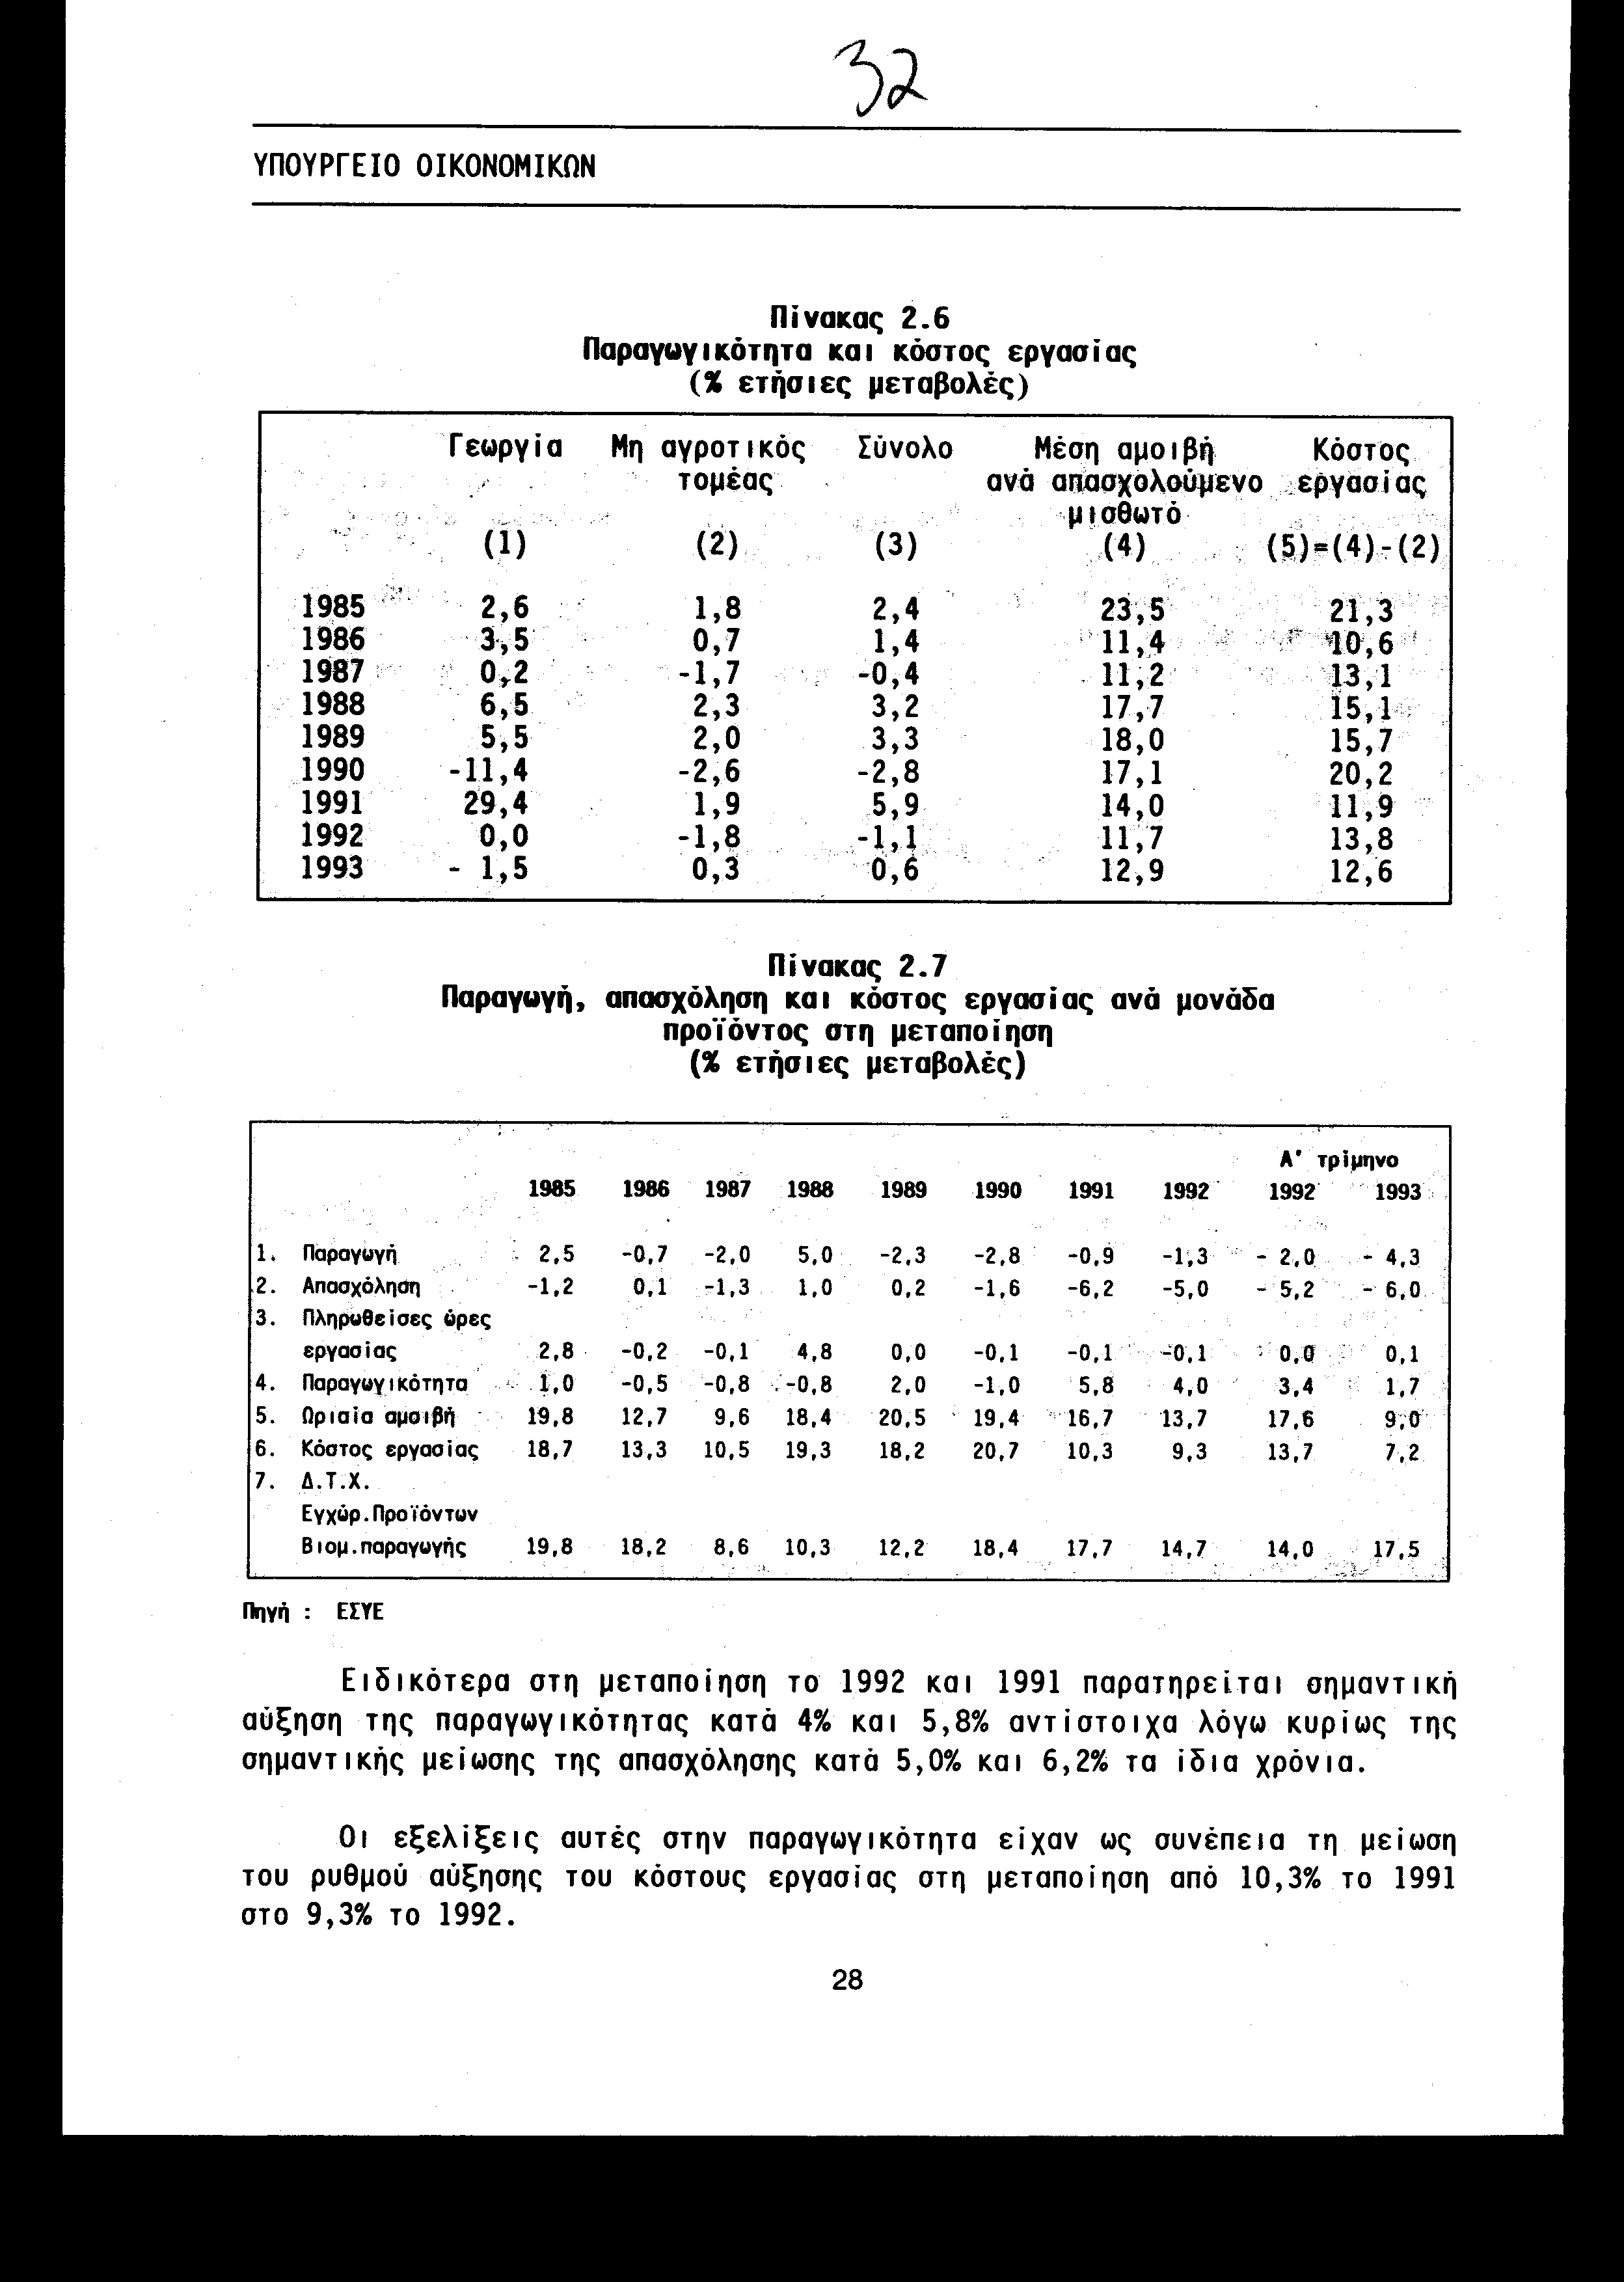 32
ΥΠΟΥΡΓΕΙΟ ΟΙΚΟΝΟΜΙΚΩΝ
Πίνακας 2.6
Παραγωγικότητα και κόστος εργασίας
(% ετήσιες μεταβολές)
Γεωργία Μη αγροτικός Σύνολο Μέση αμοιβή Κόστος
τομέας ανά απασχολούμενο εργασίας
μισθωτό
(1) (2) (3) (4) (5)=(4)-(2)
1985 2,6 1,8 2,4 23,5 21,3
1986 3,5 0,7 1,4 11,4 10,6
1987 0,2 -1,7 -0,4 11,2 13,1
1988 6,5 2,3 3,2 17,7 15,1
1989 5,5 2,0 3,3 18,0 15,7
1990 -11,4 -2,6 -2,8 17,1 20,2
1991 29,4 1,9 5,9 14,0 11,9
1992 0,0 -1,8 -1,1 11,7 13,8
1993 - 1,5 0,3 0,6 12,9 12,6
Πίνακας 2.7
Παραγωγή, απασχόληση και κόστος εργασίας ανά μονάδα
προϊόντος στη μεταποίηση
(% ετήσιες μεταβολές)
Α' τρίμηνο
1985 1986 1987 1988 1989 1990 1991 1992 1992 1993
1. Παραγωγή 2,5 -0,7 -2,0 5,0 -2,3 -2,8 -0,9 -1,3 - 2,0 - 4,3
2. Απασχόληση -1,2 0,1 -1,3 1,0 0,2 -1,6 -6,2 -5,0 - 5,2 - 6,0
3. Πληρωθείσες ώρες
εργασίας 2,8 -0,2 -0,1 4,8 0,0 -0,1 -0,1 -0,1 0,0 0,1
4. Παραγωγικότητα 1,0 -0,5 -0,8 -0,8 2,0 -1,0 5,8 4,0 3,4 1,7
5. Ωριαία αμοιβή 19,8 12,7 9,6 18,4 20,5 19,4 16,7 13,7 17,6 9,0
6. Κόστος εργασίας 18,7 13,3 10,5 19,3 18,2 20,7 10,3 9,3 13,7 7,2
7. Δ.Τ.Χ.
Εγχώρ.Προϊόντων
Βιομ.παραγωγής 19,8 18,2 8,6 10,3 12,2 18,4 17,7 14,7 14,0 17,5
Πηγή : ΕΣΥΕ
Ειδικότερα στη μεταποίηση το 1992 και 1991 παρατηρείται σημαντική
αύξηση της παραγωγικότητας κατά 4% και 5,8% αντίστοιχα λόγω κυρίως της
σημαντικής μείωσης της απασχόλησης κατά 5,0% και 6,2% τα ίδια χρόνια.
Οι εξελίξεις αυτές στην παραγωγικότητα είχαν ως συνέπεια τη μείωση
του ρυθμού αύξησης του κόστους εργασίας στη μεταποίηση από 10,3% το 1991
στο 9,3% το 1992.
28